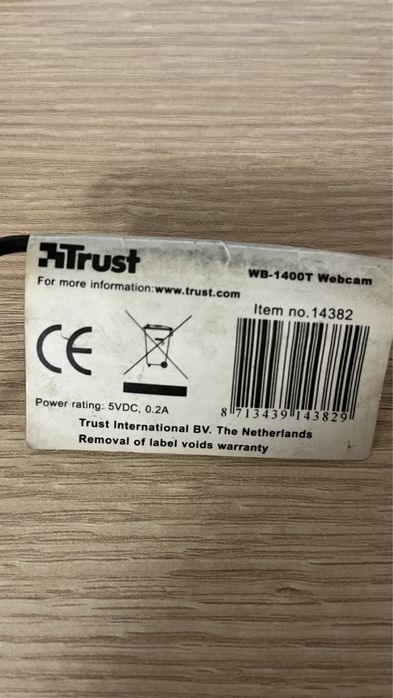 Trust
WB-1400T Webcam
For more information:www.trust.com
Item no.14382
CE
Power rating: 5VDC, 0.2A
8 713439 143829
Trust International BV. The Netherlands
Removal of label voids warranty